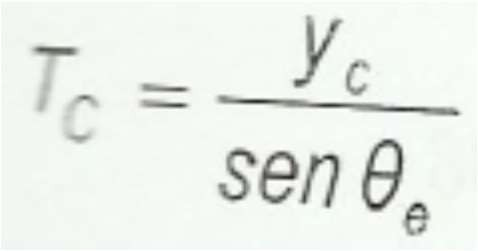 T_C = y_c / sen θ_e